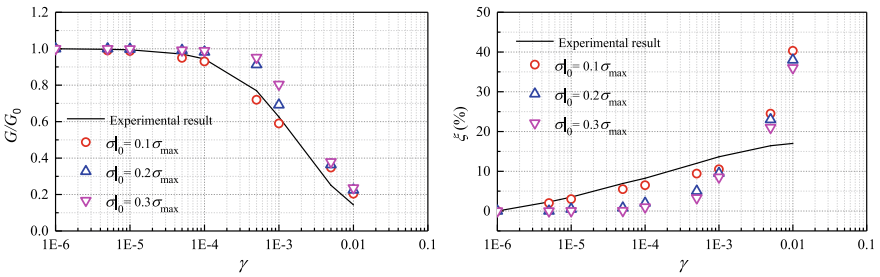 1.2
1.0
0.8
0.6
0.4
0.2
0.0
G/G0
Experimental result
σ|0 = 0.1σmax
σ|0 = 0.2σmax
σ|0 = 0.3σmax
1E-6 1E-5 1E-4 1E-3 0.01 0.1
γ
50
40
30
20
10
0
ξ (%)
Experimental result
σ|0 = 0.1σmax
σ|0 = 0.2σmax
σ|0 = 0.3σmax
1E-6 1E-5 1E-4 1E-3 0.01 0.1
γ